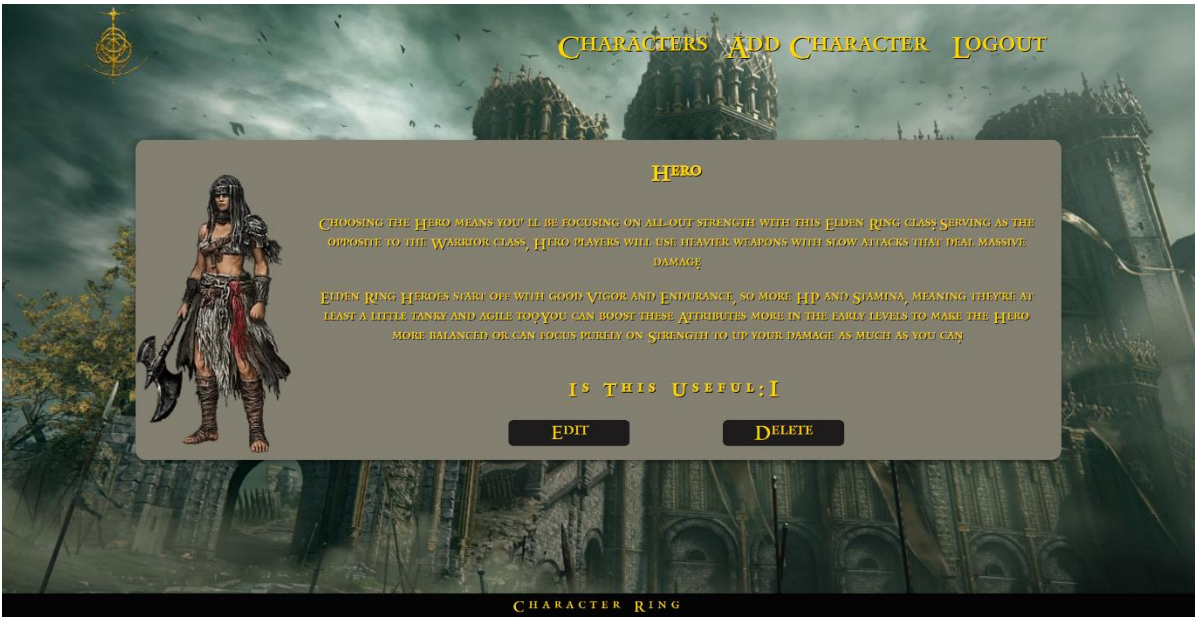 Characters Add Character Logout
Hero
Choosing the Hero means you' ll be focusing on all-out strength with this Elden Ring class. Serving as the
opposite to the Warrior class, Hero players will use heavier weapons with slow attacks that deal massive
damage.
Elden Ring Heroes start off with good Vigor and Endurance, so more HP and Stamina, meaning they're at
least a little tanky and agile too. You can boost these Attributes more in the early levels to make the Hero
more balanced or can focus purely on Strength to up your damage as much as you can.
Is This Useful: 1
Edit Delete
Character Ring